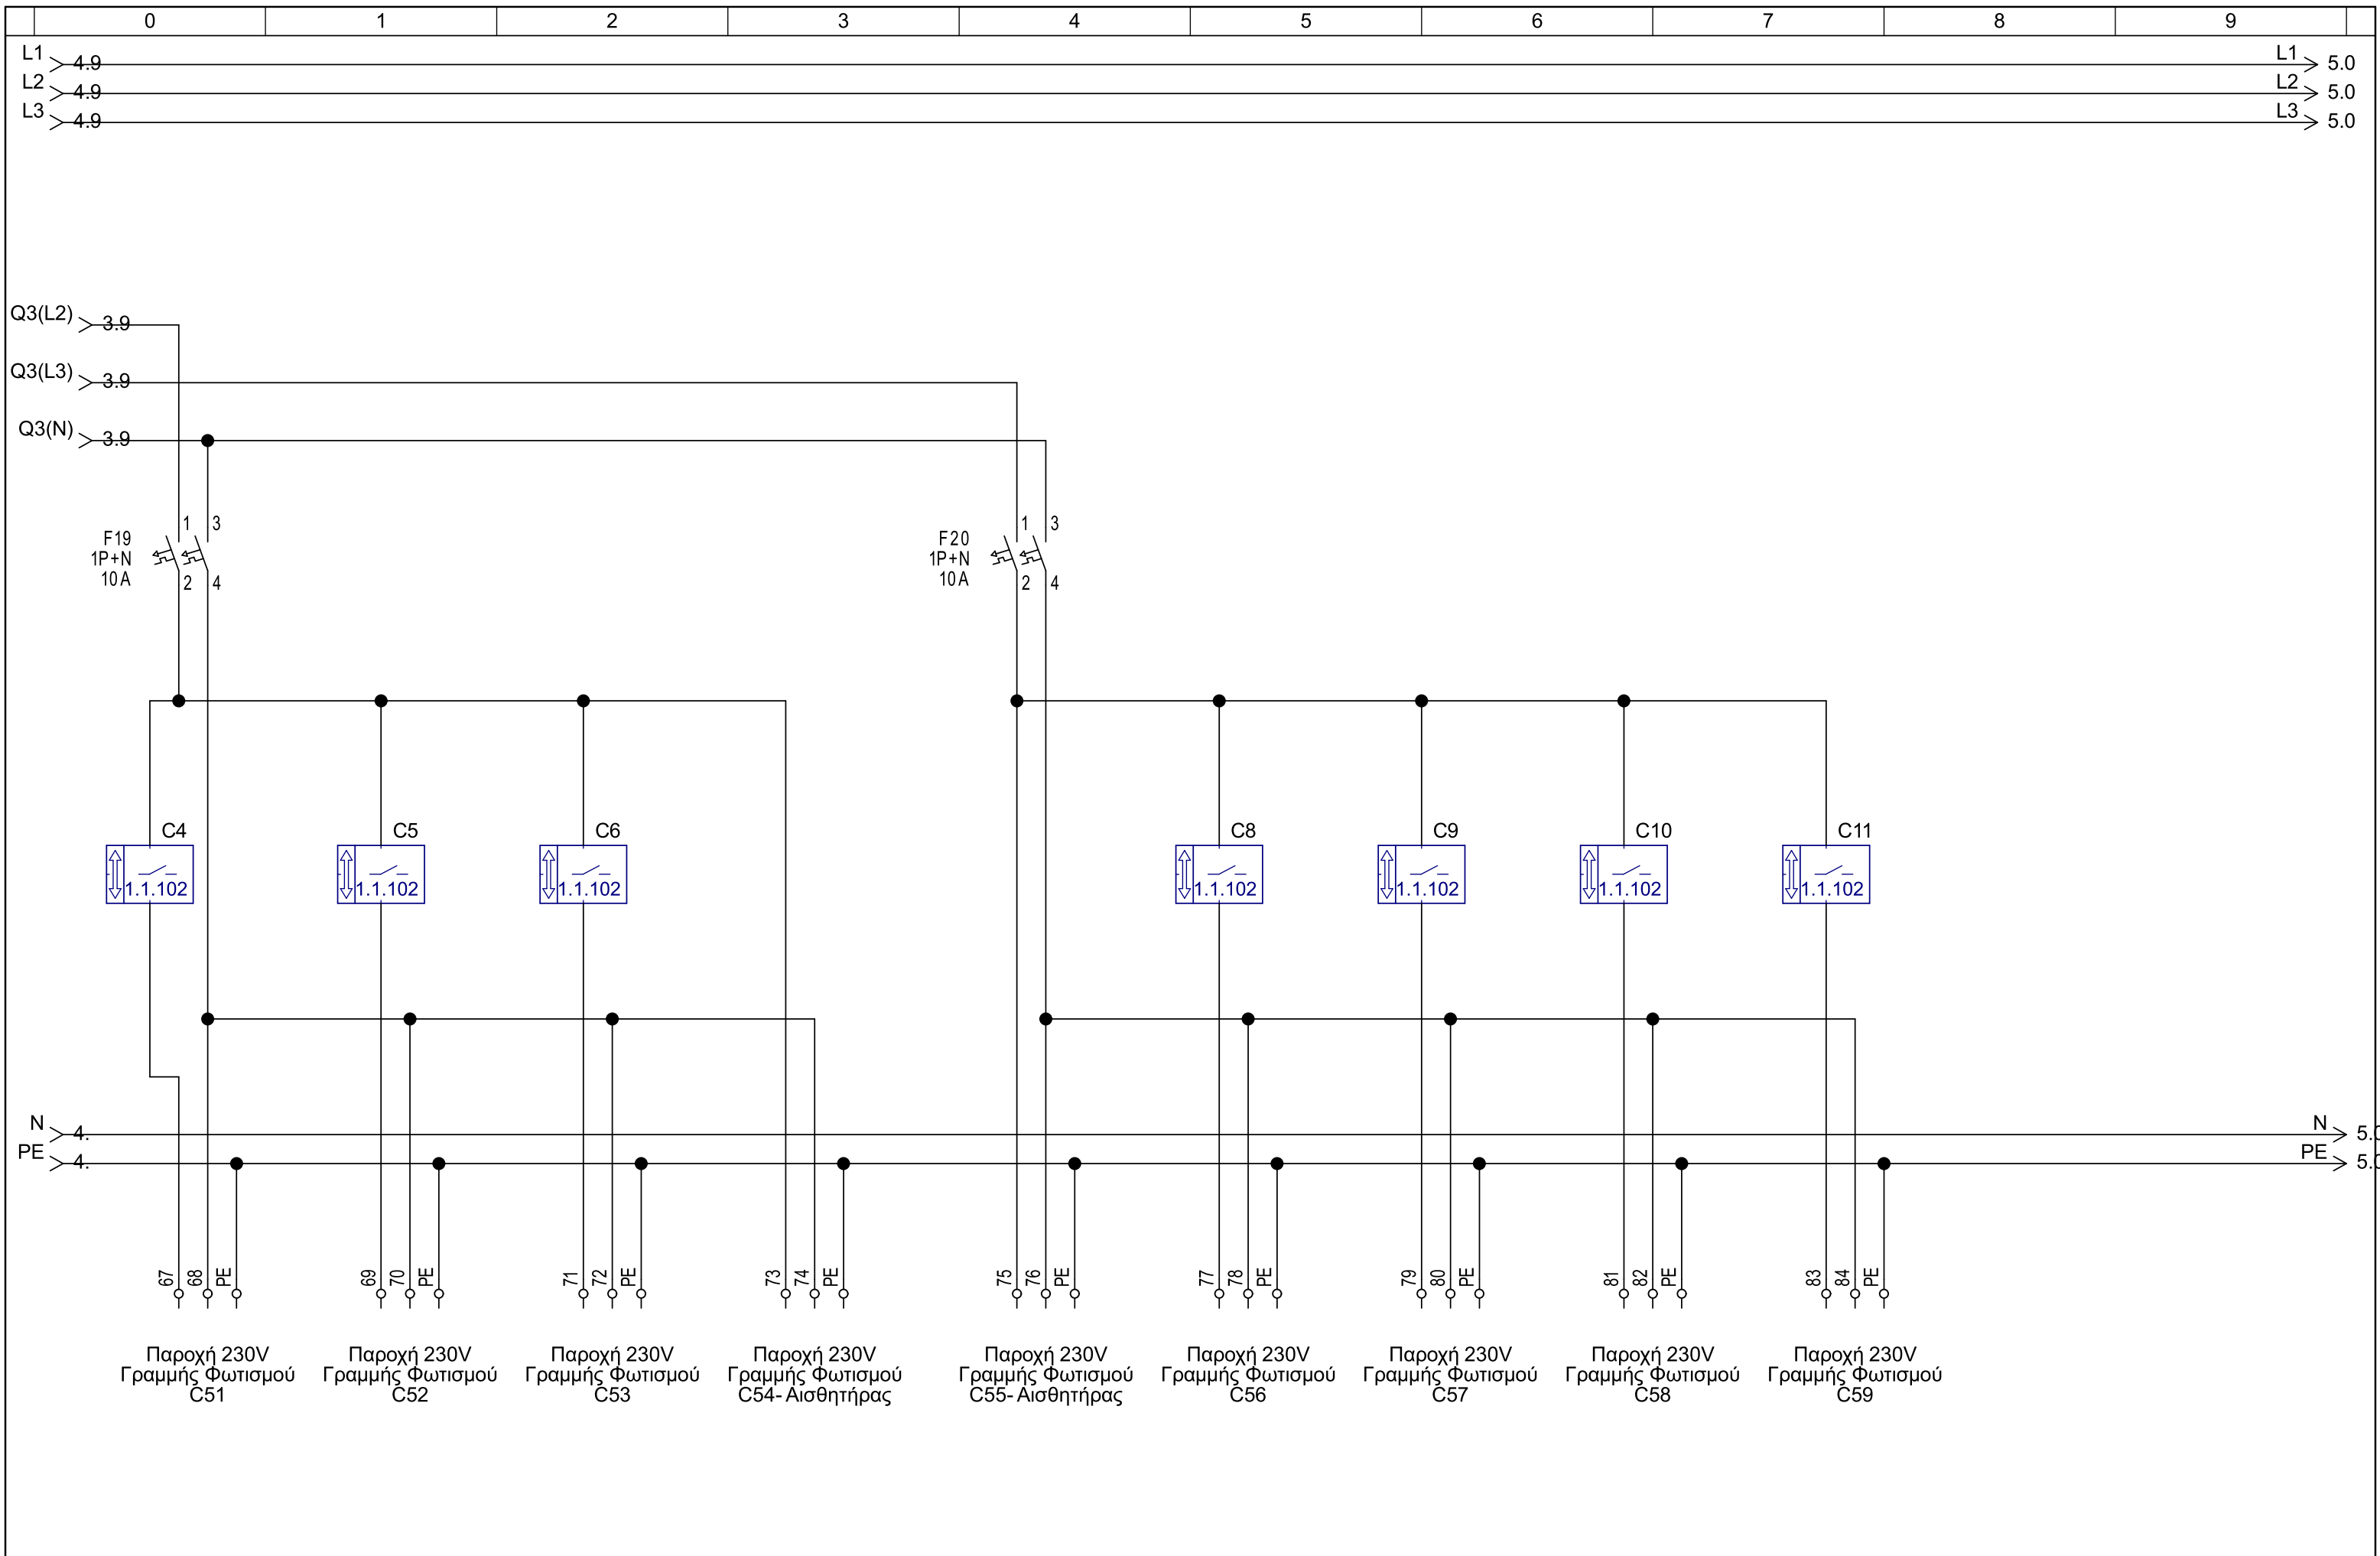 0 1 2 3 4 5 6 7 8 9
L1 4.9 L1 5.0
L2 4.9 L2 5.0
L3 4.9 L3 5.0
Q3(L2) 3.9
Q3(L3) 3.9
Q3(N) 3.9
1 3 1 3
F19 F20
1P+N 1P+N
10A 10A
2 4 2 4
C4 C5 C6 C8 C9 C10 C11
1.1.102 1.1.102 1.1.102 1.1.102 1.1.102 1.1.102 1.1.102
N 4. N 5.0
PE 4. PE 5.0
67 68 PE 69 70 PE 71 72 PE 73 74 PE 75 76 PE 77 78 PE 79 80 PE 81 82 PE 83 84 PE
Παροχή 230V
Γραμμής Φωτισμού
C51
Παροχή 230V
Γραμμής Φωτισμού
C52
Παροχή 230V
Γραμμής Φωτισμού
C53
Παροχή 230V
Γραμμής Φωτισμού
C54- Αισθητήρας
Παροχή 230V
Γραμμής Φωτισμού
C55- Αισθητήρας
Παροχή 230V
Γραμμής Φωτισμού
C56
Παροχή 230V
Γραμμής Φωτισμού
C57
Παροχή 230V
Γραμμής Φωτισμού
C58
Παροχή 230V
Γραμμής Φωτισμού
C59